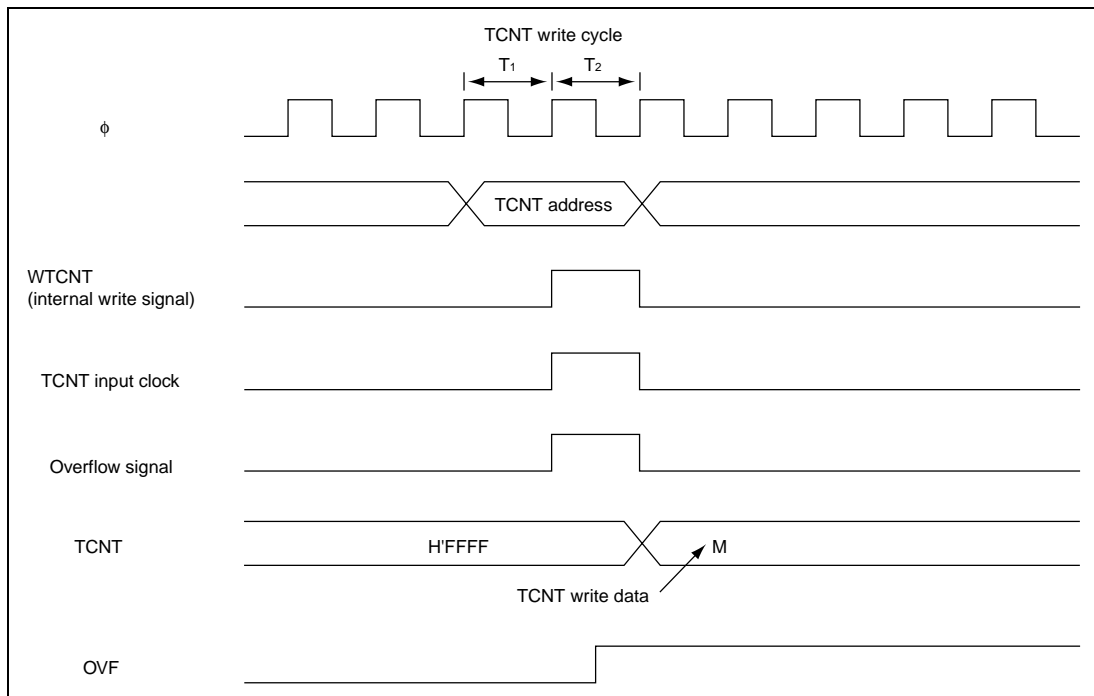 TCNT write cycle
T1 T2
ϕ
TCNT address
WTCNT
(internal write signal)
TCNT input clock
Overflow signal
TCNT
H'FFFF
M
TCNT write data
OVF